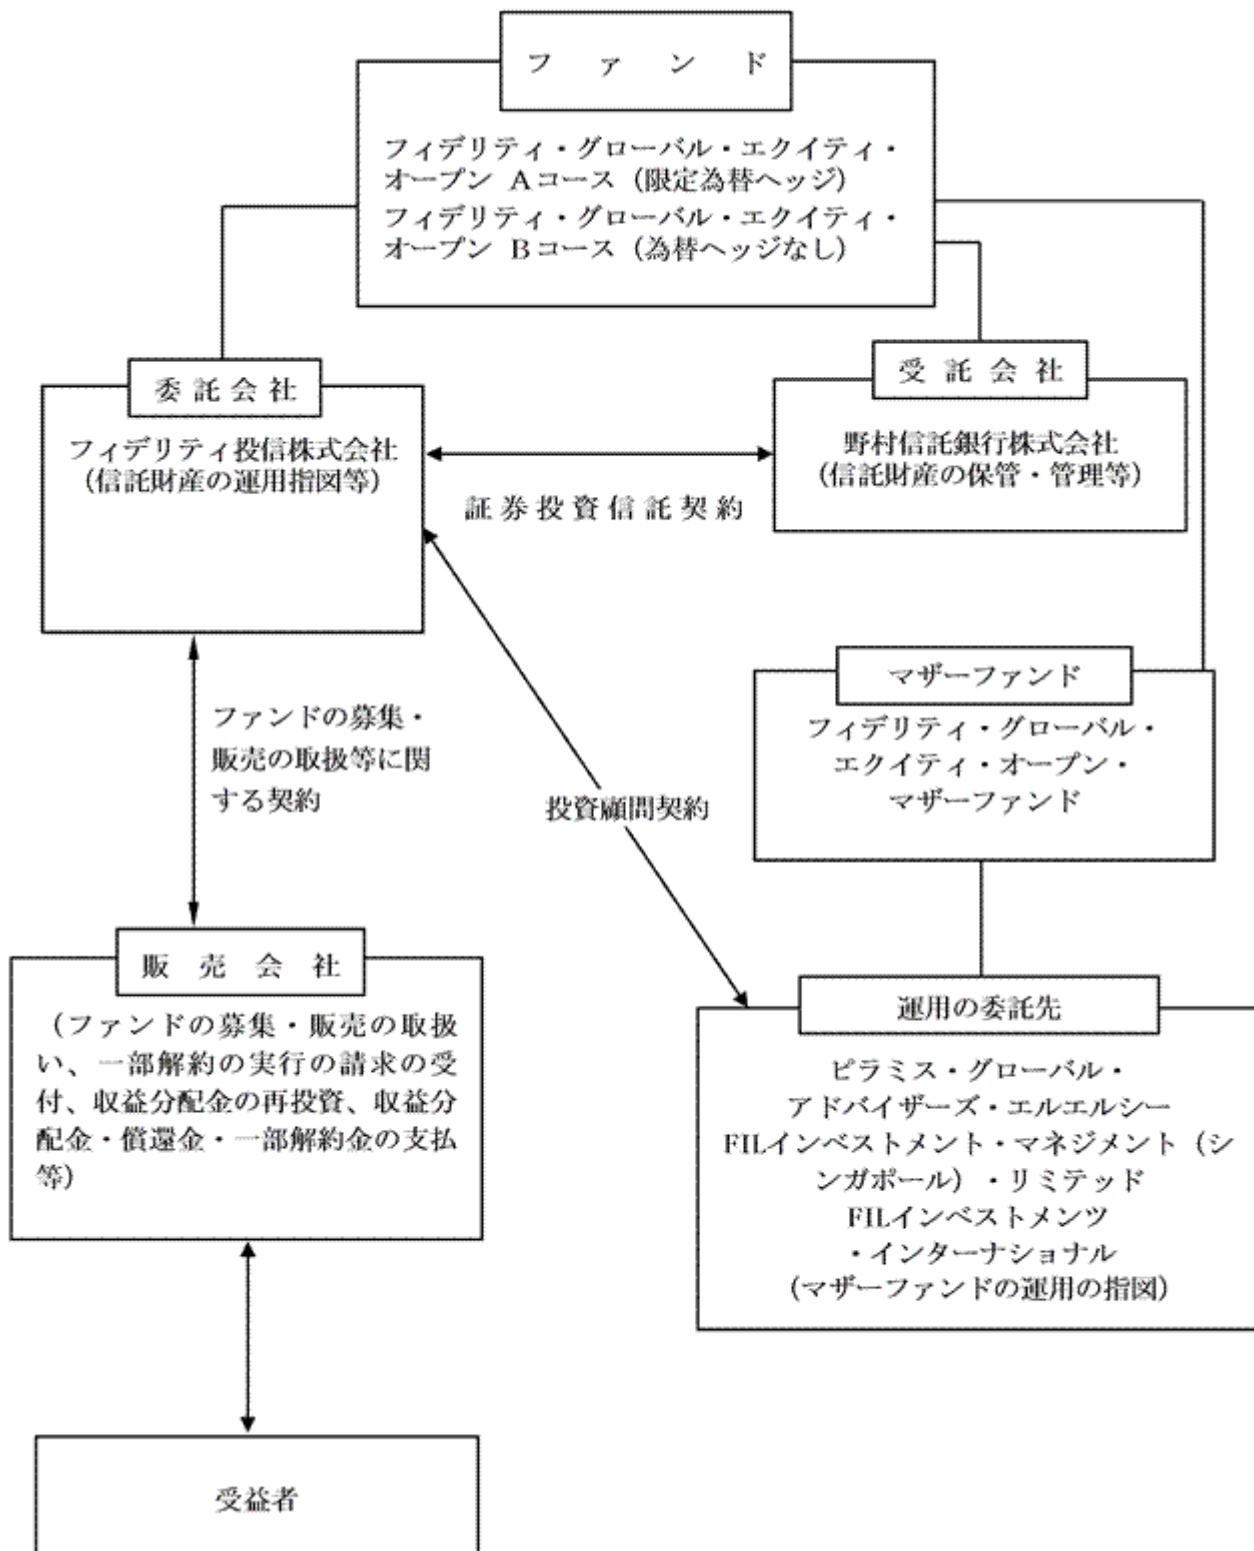 ファンド
フィデリティ・グローバル・エクイティ・
オープン Aコース（限定為替ヘッジ）
フィデリティ・グローバル・エクイティ・
オープン Bコース（為替ヘッジなし）
委託会社
フィデリティ投信株式会社
（信託財産の運用指図等）
受託会社
野村信託銀行株式会社
（信託財産の保管・管理等）
証券投資信託契約
マザーファンド
フィデリティ・グローバル・
エクイティ・オープン・
マザーファンド
ファンドの募集・
販売の取扱等に関
する契約
投資顧問契約
販売会社
（ファンドの募集・販売の取扱
い、一部解約の実行の請求の受
付、収益分配金の再投資、収益分
配金・償還金・一部解約金の支払
等）
運用の委託先
ピラミス・グローバル・
アドバイザーズ・エルエルシー
FILインベストメント・マネジメント（シ
ンガポール）・リミテッド
FILインベストメンツ
・インターナショナル
（マザーファンドの運用の指図）
受益者